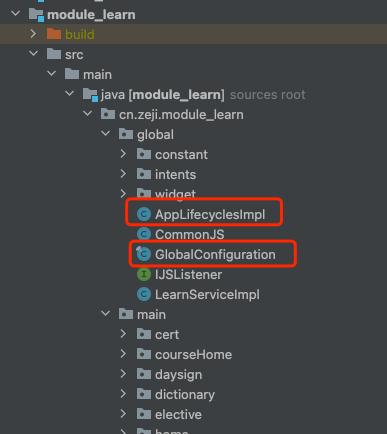 module_learn
build
src
main
java [module_learn] sources root
cn.zeji.module_learn
global
constant
intents
widget
AppLifecyclesImpl
CommonJS
GlobalConfiguration
IJSListener
LearnServiceImpl
main
cert
courseHome
daysign
dictionary
elective
home